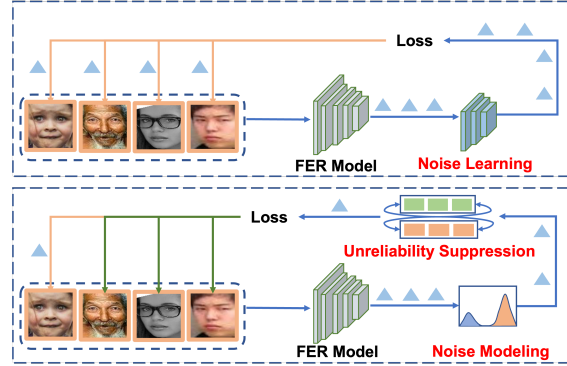 Loss
FER Model
Noise Learning
Loss
Unreliability Suppression
FER Model
Noise Modeling